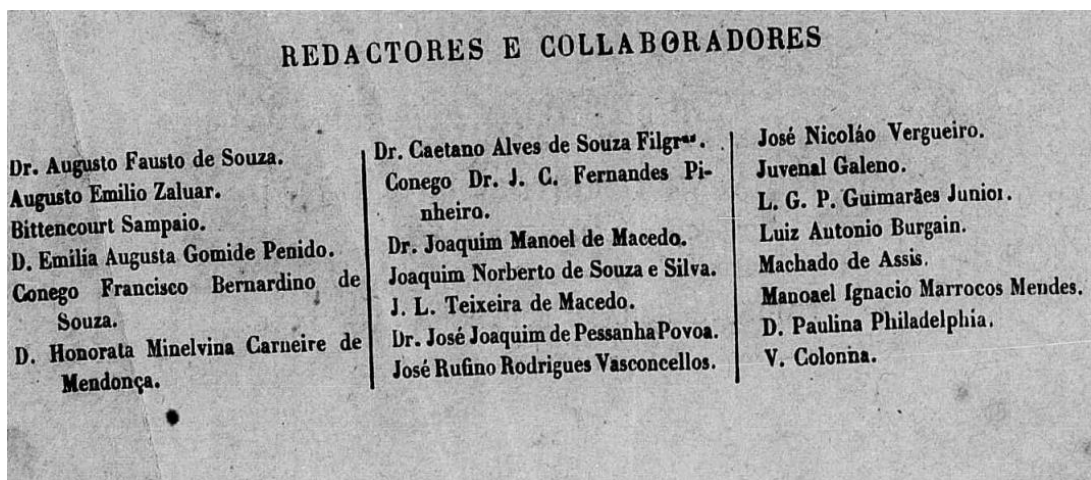 REDACTORES E COLLABORADORES
Dr. Augusto Fausto de Souza.
Augusto Emilio Zaluar.
Bittencourt Sampaio.
D. Emilia Augusta Gomide Penido.
Conego Francisco Bernardino de
Souza.
D. Honorata Minelvina Carneire de
Mendonça.
Dr. Caetano Alves de Souza Filgras.
Conego Dr. J. C. Fernandes Pi-
nheiro.
Dr. Joaquim Manoel de Macedo.
Joaquim Norberto de Souza e Silva.
J. L. Teixeira de Macedo.
Dr. José Joaquim de Pessanha Povoa.
José Rufino Rodrigues Vasconcellos.
José Nicoláo Vergueiro.
Juvenal Galeno.
L. G. P. Guimarães Junior.
Luiz Antonio Burgain.
Machado de Assis.
Manoael Ignacio Marrocos Mendes.
D. Paulina Philadelphia.
V. Colonna.